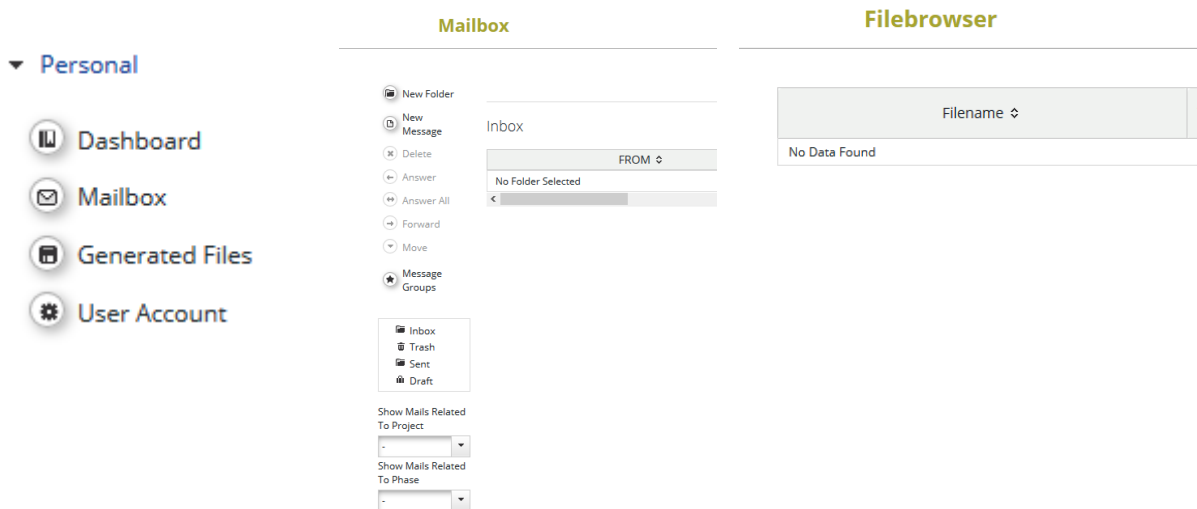 Personal
Dashboard
Mailbox
Generated Files
User Account
Mailbox
New Folder
New
Message
Delete
Answer
Answer All
Forward
Move
Message
Groups
Inbox
Trash
Sent
Draft
Show Mails Related
To Project
-
Show Mails Related
To Phase
-
Inbox
FROM
No Folder Selected
Filebrowser
Filename
No Data Found